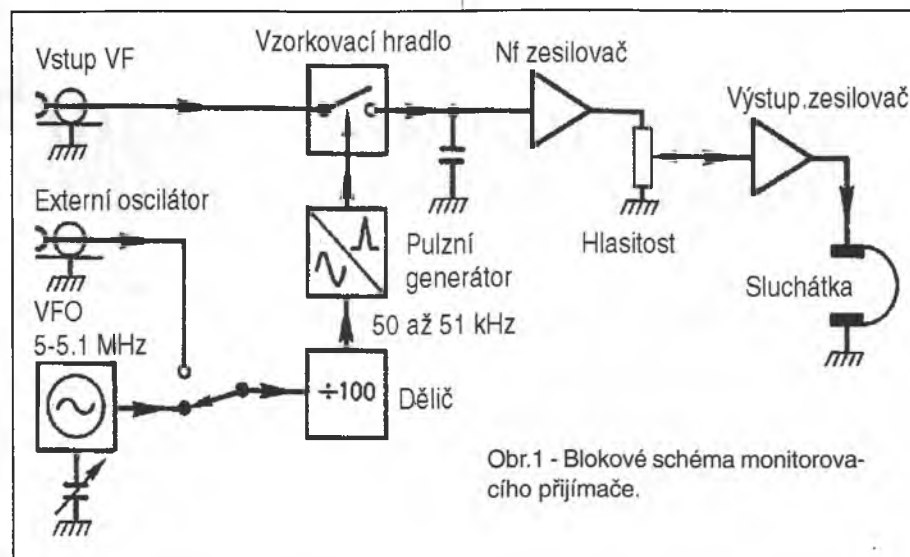 Vstup VF
Vzorkovací hradlo
Nf zesilovač
Výstup.zesilovač
Externí oscilátor
Pulzní
generátor
Hlasitost
Sluchátka
VFO
5-5.1 MHz
50 až 51 kHz
÷100
Dělič
Obr.1 - Blokové schéma monitorova-
cího přijímače.